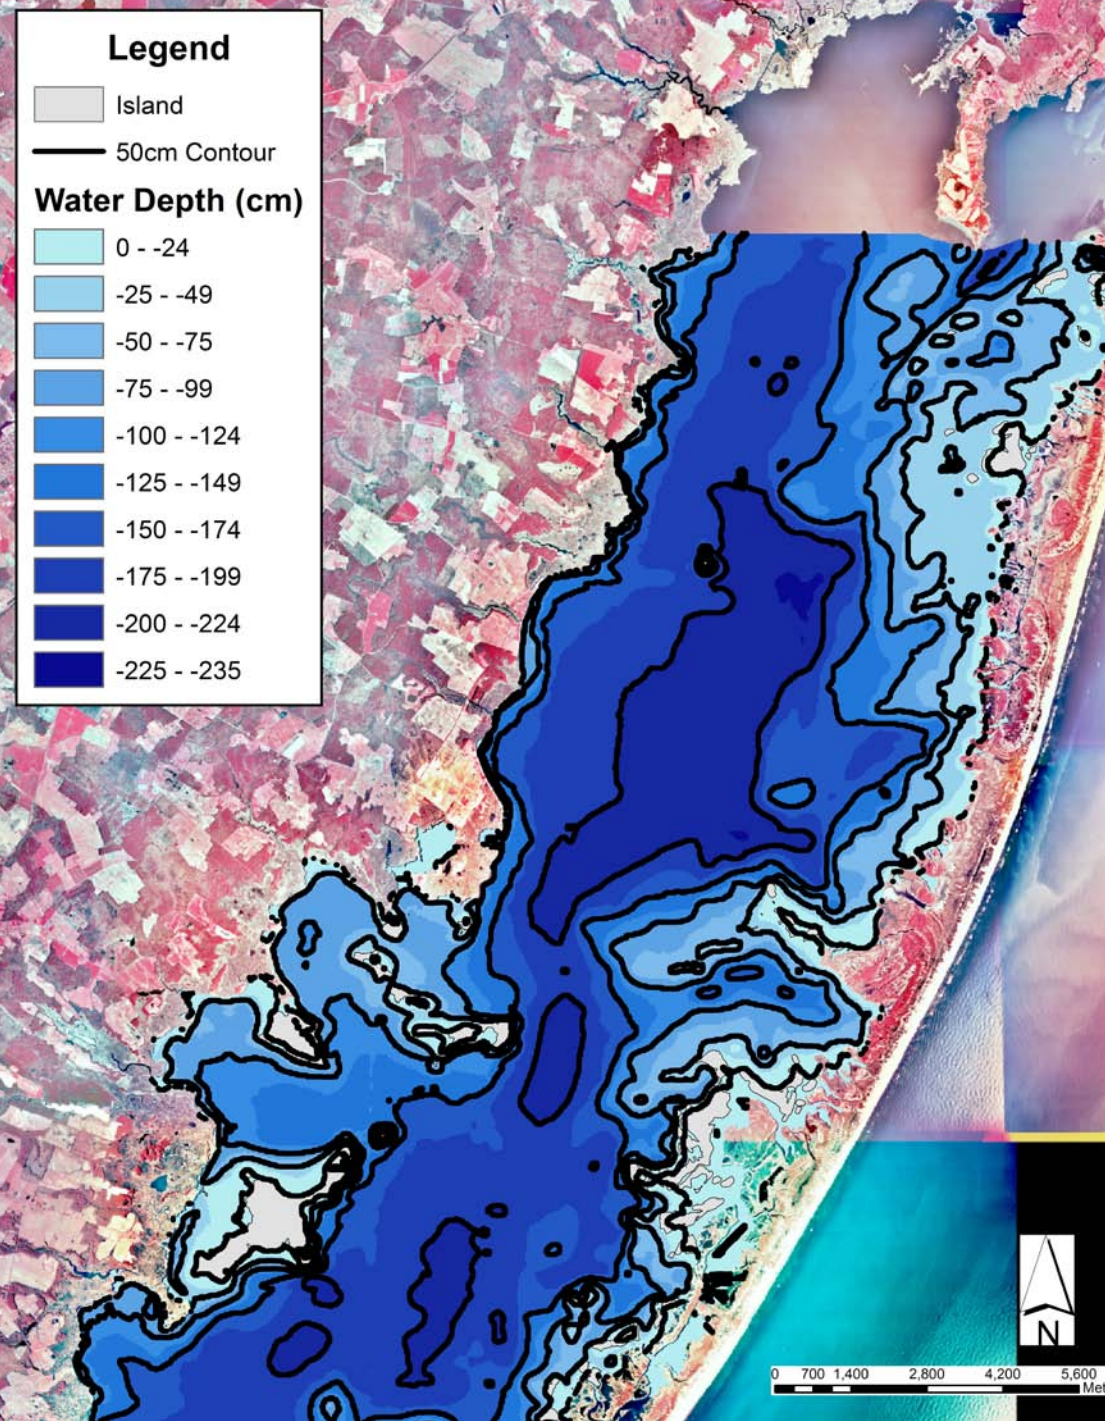 Legend
Island
50cm Contour
Water Depth (cm)
0 - -24
-25 - -49
-50 - -75
-75 - -99
-100 - -124
-125 - -149
-150 - -174
-175 - -199
-200 - -224
-225 - -235
N
0 700 1,400 2,800 4,200 5,600
Met